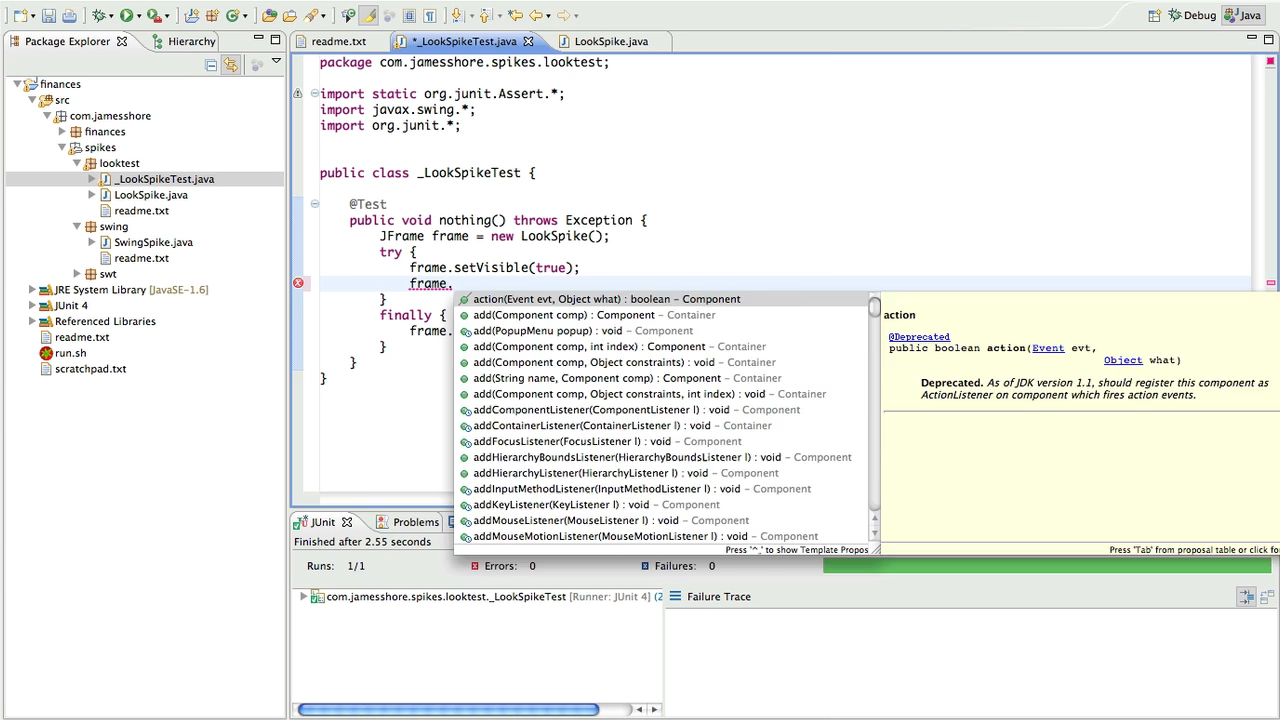 Debug
Java
Package Explorer
Hierarchy
readme.txt
*_LookSpikeTest.java
LookSpike.java
finances
src
com.jamesshore
finances
spikes
looktest
_LookSpikeTest.java
LookSpike.java
readme.txt
swing
SwingSpike.java
readme.txt
swt
JRE System Library [JavaSE-1.6]
JUnit 4
Referenced Libraries
readme.txt
run.sh
scratchpad.txt
package com.jamesshore.spikes.looktest;
import static org.junit.Assert.*;
import javax.swing.*;
import org.junit.*;
public class _LookSpikeTest {
@Test
public void nothing() throws Exception {
JFrame frame = new LookSpike();
try {
frame.setVisible(true);
frame.
}
finally {
frame.
}
}
}
action(Event evt, Object what) : boolean – Component
add(Component comp) : Component – Container
add(PopupMenu popup) : void – Component
add(Component comp, int index) : Component – Container
add(Component comp, Object constraints) : void – Container
add(String name, Component comp) : Component – Container
add(Component comp, Object constraints, int index) : void – Container
addComponentListener(ComponentListener l) : void – Component
addContainerListener(ContainerListener l) : void – Container
addFocusListener(FocusListener l) : void – Component
addHierarchyBoundsListener(HierarchyBoundsListener l) : void – Component
addHierarchyListener(HierarchyListener l) : void – Component
addInputMethodListener(InputMethodListener l) : void – Component
addKeyListener(KeyListener l) : void – Component
addMouseListener(MouseListener l) : void – Component
addMouseMotionListener(MouseMotionListener l) : void – Component
Press '^ ' to show Template Propos
action
@Deprecated
public boolean action(Event evt,
Object what)
Deprecated. As of JDK version 1.1, should register this component as
ActionListener on component which fires action events.
Press 'Tab' from proposal table or click fo
JUnit
Problems
Finished after 2.55 seconds
Runs: 1/1
Errors: 0
Failures: 0
com.jamesshore.spikes.looktest._LookSpikeTest [Runner: JUnit 4] (2
Failure Trace